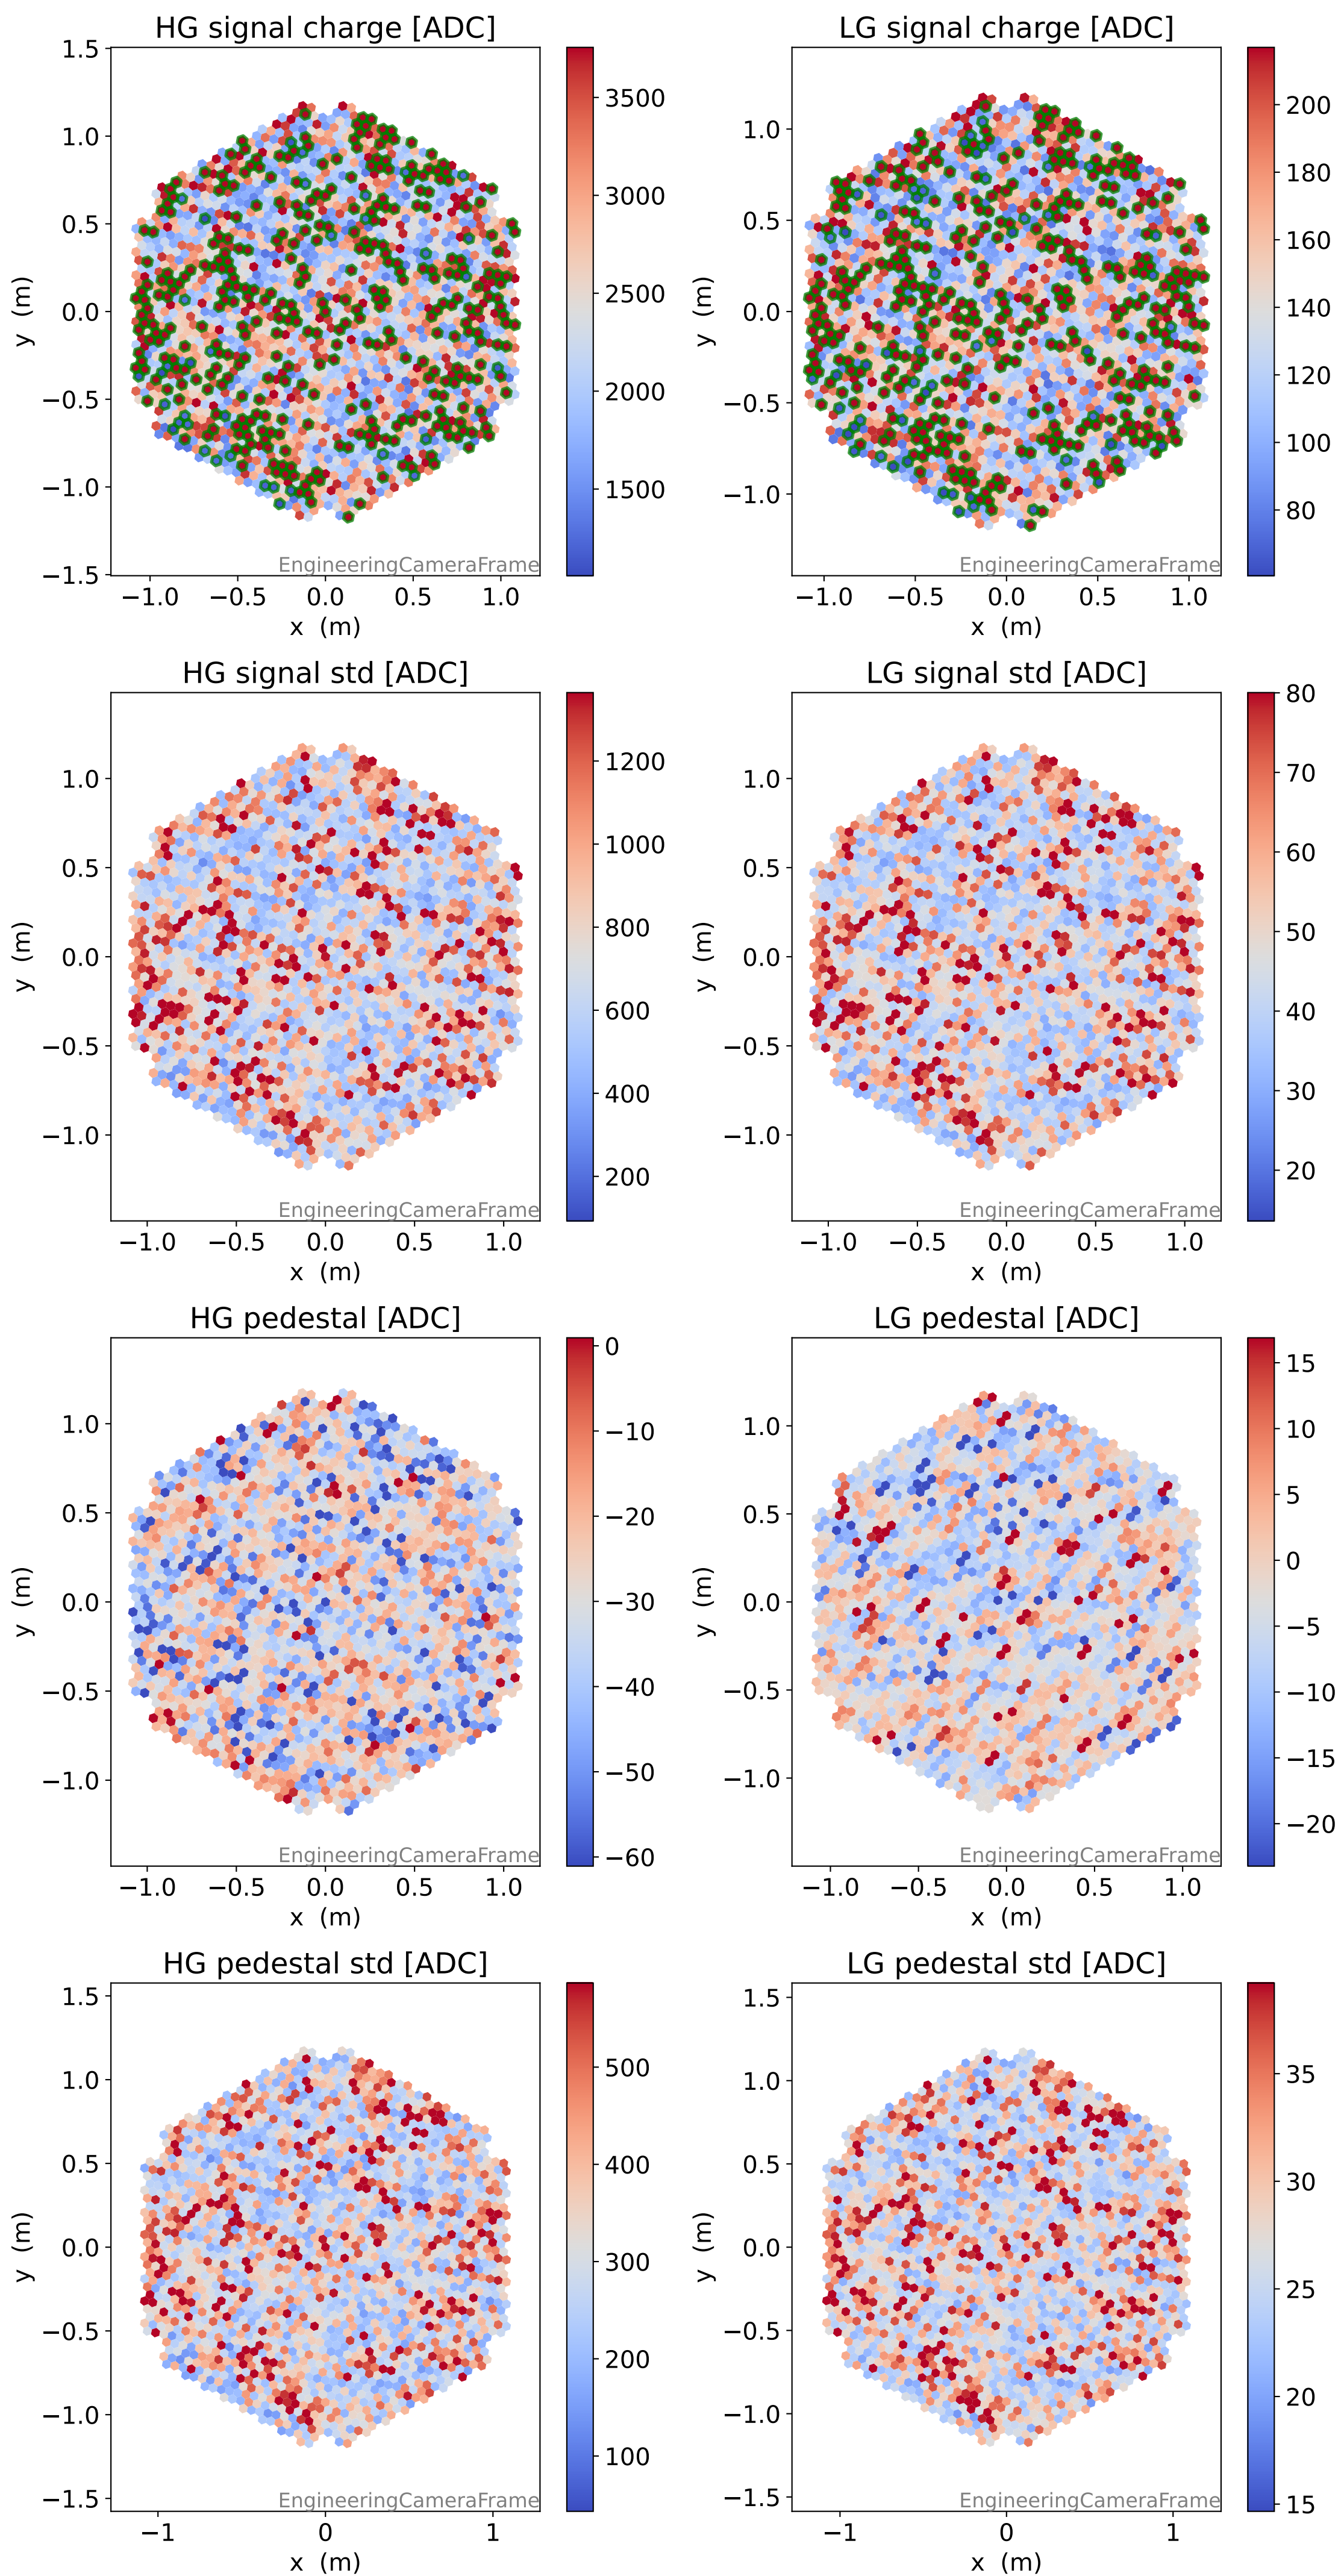 HG signal charge [ADC]
1.5
1.0
0.5
0.0
−0.5
−1.0
−1.5
y (m)
−1.0 −0.5 0.0 0.5 1.0
x (m)
EngineeringCameraFrame
3500
3000
2500
2000
1500
LG signal charge [ADC]
1.0
0.5
0.0
−0.5
−1.0
y (m)
−1.0 −0.5 0.0 0.5 1.0
x (m)
EngineeringCameraFrame
200
180
160
140
120
100
80
HG signal std [ADC]
1.0
0.5
0.0
−0.5
−1.0
y (m)
−1.0 −0.5 0.0 0.5 1.0
x (m)
EngineeringCameraFrame
1200
1000
800
600
400
200
LG signal std [ADC]
1.0
0.5
0.0
−0.5
−1.0
y (m)
−1.0 −0.5 0.0 0.5 1.0
x (m)
EngineeringCameraFrame
80
70
60
50
40
30
20
HG pedestal [ADC]
1.0
0.5
0.0
−0.5
−1.0
y (m)
−1.0 −0.5 0.0 0.5 1.0
x (m)
EngineeringCameraFrame
0
−10
−20
−30
−40
−50
−60
LG pedestal [ADC]
1.0
0.5
0.0
−0.5
−1.0
y (m)
−1.0 −0.5 0.0 0.5 1.0
x (m)
EngineeringCameraFrame
15
10
5
0
−5
−10
−15
−20
HG pedestal std [ADC]
1.5
1.0
0.5
0.0
−0.5
−1.0
−1.5
y (m)
−1 0 1
x (m)
EngineeringCameraFrame
500
400
300
200
100
LG pedestal std [ADC]
1.5
1.0
0.5
0.0
−0.5
−1.0
−1.5
y (m)
−1 0 1
x (m)
EngineeringCameraFrame
35
30
25
20
15